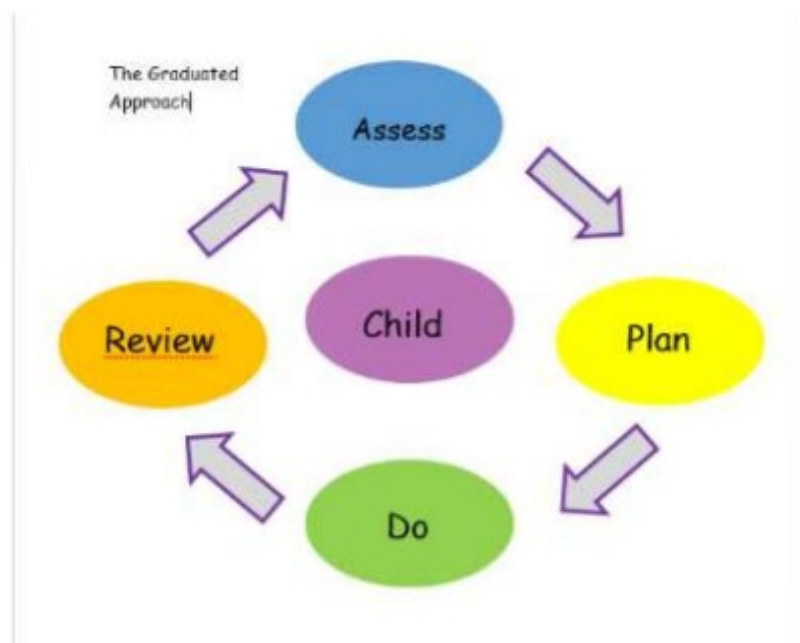 The Graduated
Approach
Assess
Child
Review
Plan
Do